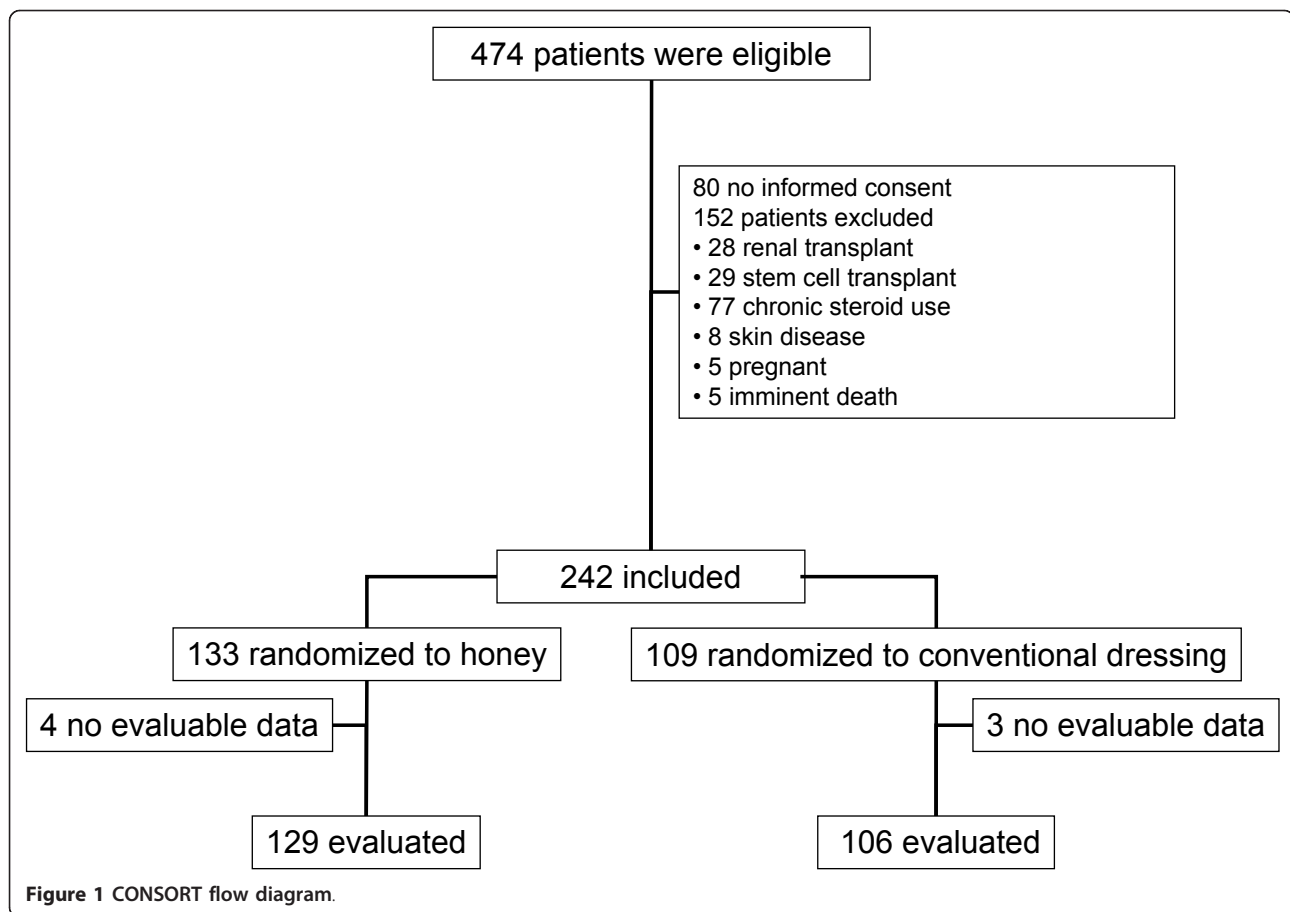 474 patients were eligible
80 no informed consent
152 patients excluded
• 28 renal transplant
• 29 stem cell transplant
• 77 chronic steroid use
• 8 skin disease
• 5 pregnant
• 5 imminent death
242 included
133 randomized to honey
109 randomized to conventional dressing
4 no evaluable data
3 no evaluable data
129 evaluated
106 evaluated
Figure 1 CONSORT flow diagram.